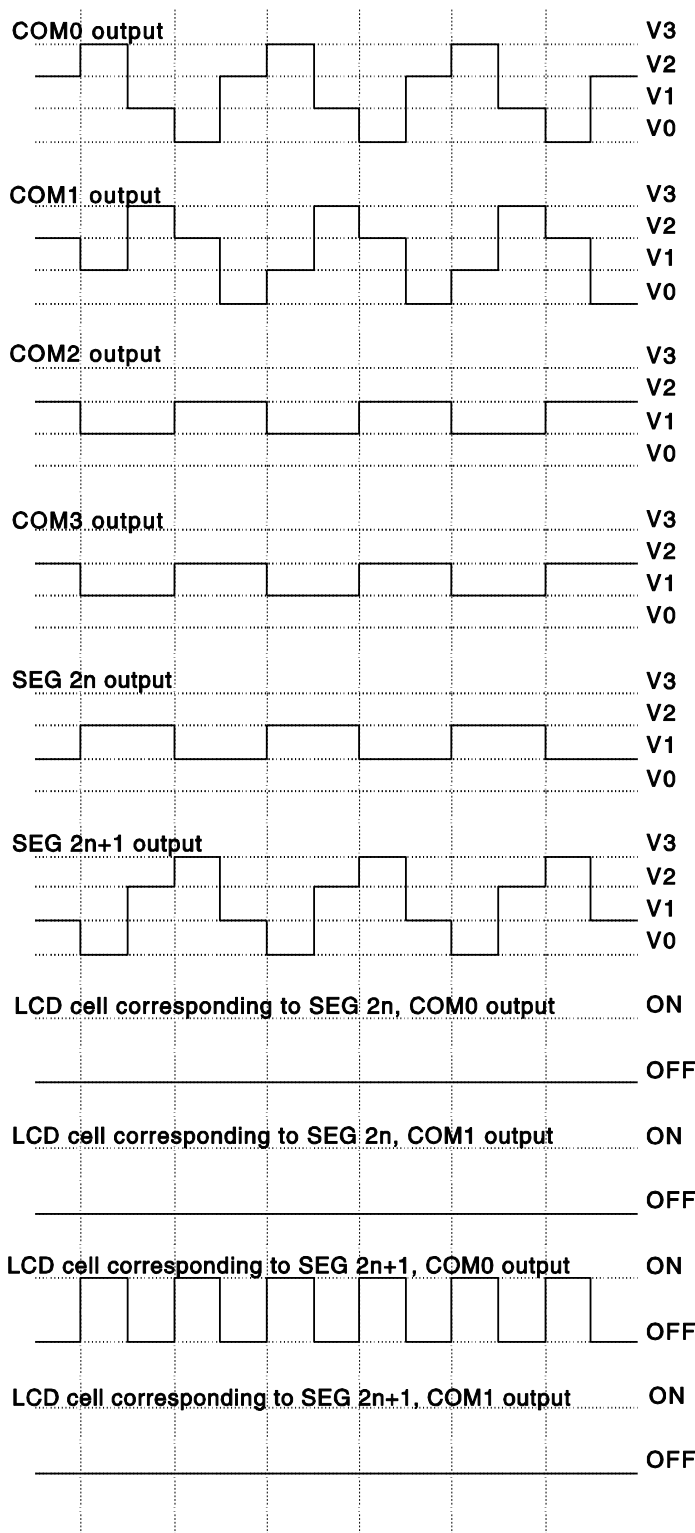 COM0 output
V3
V2
V1
V0
COM1 output
V3
V2
V1
V0
COM2 output
V3
V2
V1
V0
COM3 output
V3
V2
V1
V0
SEG 2n output
V3
V2
V1
V0
SEG 2n+1 output
V3
V2
V1
V0
LCD cell corresponding to SEG 2n, COM0 output
ON
OFF
LCD cell corresponding to SEG 2n, COM1 output
ON
OFF
LCD cell corresponding to SEG 2n+1, COM0 output
ON
OFF
LCD cell corresponding to SEG 2n+1, COM1 output
ON
OFF